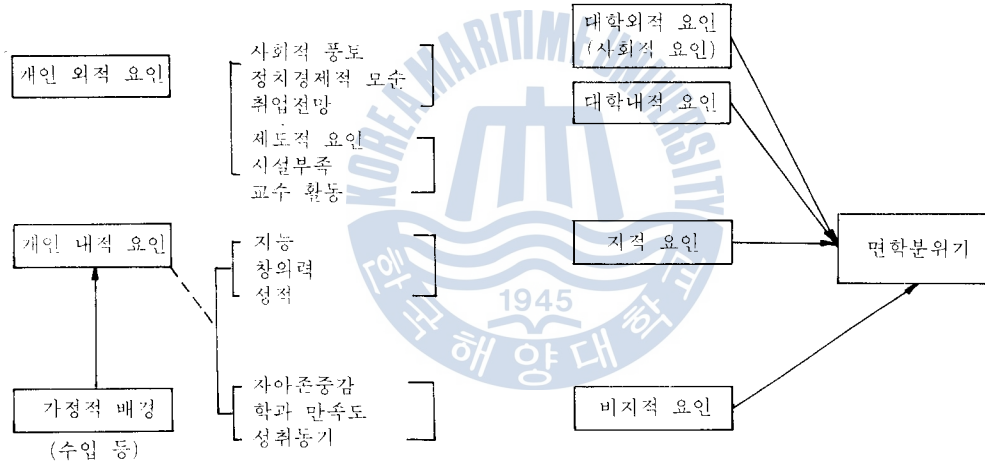 개인 외적 요인
사회적 풍토
정치경제적 모순
취업전망
제도적 요인
시설부족
교수 활동
대학외적 요인
(사회적 요인)
대학내적 요인
개인 내적 요인
지능
창의력
성적
지적 요인
면학분위기
가정적 배경
(수입 등)
자아존중감
학과 만족도
성취동기
비지적 요인
KOREA MARITIME UNIVERSITY
1945
한국해양대학교